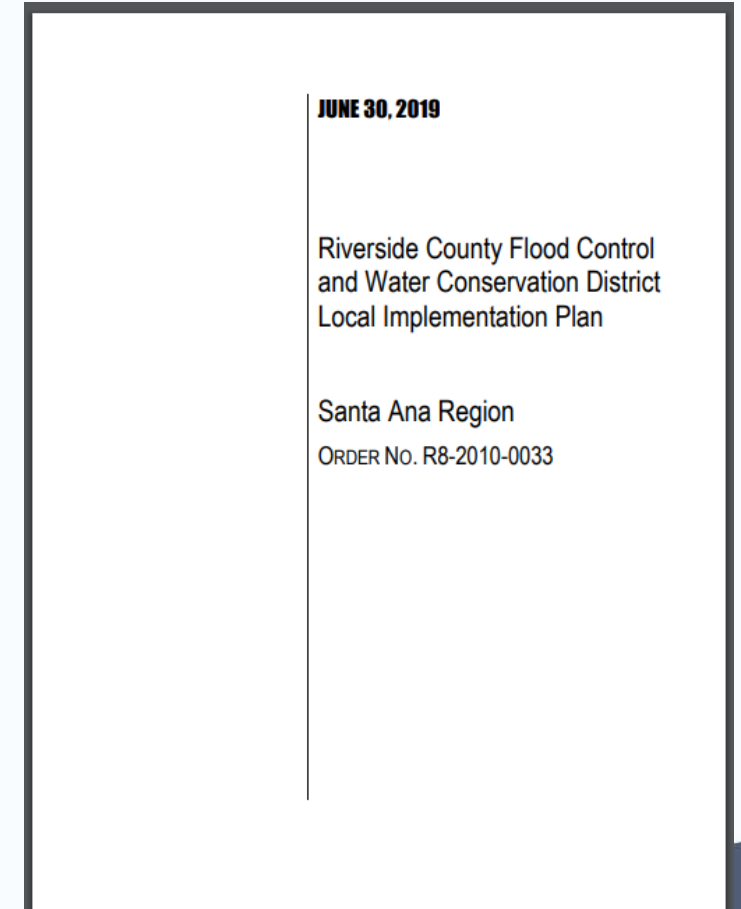 JUNE 30, 2019
Riverside County Flood Control
and Water Conservation District
Local Implementation Plan
Santa Ana Region
ORDER NO. R8-2010-0033